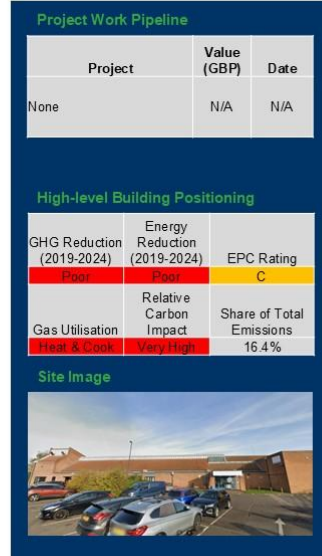 Project Work Pipeline
Project Value (GBP) Date
None N/A N/A
High-level Building Positioning
GHG Reduction (2019-2024) Energy Reduction (2019-2024) EPC Rating
Poor Poor C
Gas Utilisation Relative Carbon Impact Share of Total Emissions
Heat & Cook Very High 16.4%
Site Image